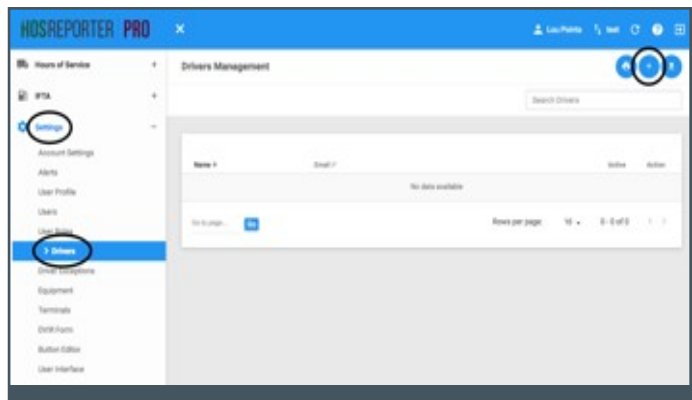 HOSREPORTER PRO
Lou Pointe test
Hours of Service +
IFTA +
Settings −
Account Settings
Alerts
User Profile
Users
User Roles
> Drivers
Driver Exceptions
Equipment
Terminals
DVIR Form
Button Editor
User Interface
Drivers Management
+
Search Drivers
Name Email Active Action
No data available
Go to page... Go Rows per page: 10 0 - 0 of 0